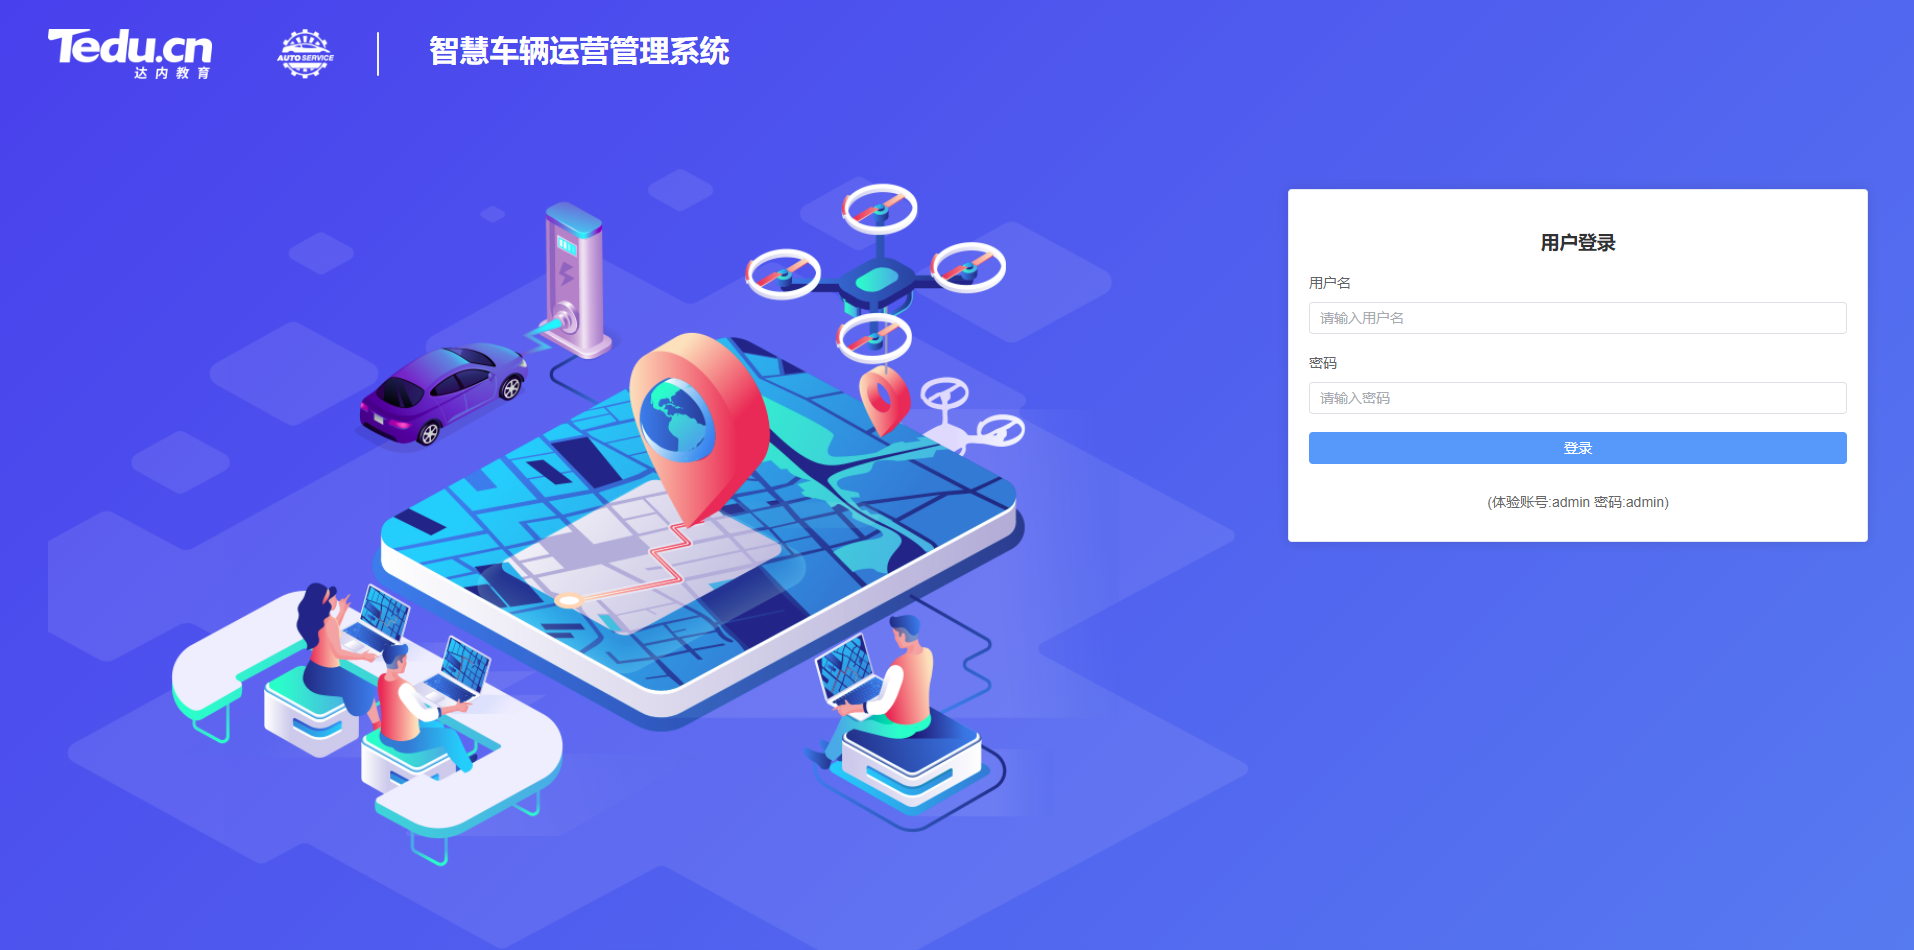 Tedu.cn
达内教育
AUTO SERVICE
智慧车辆运营管理系统
用户登录
用户名
请输入用户名
密码
请输入密码
登录
(体验账号:admin 密码:admin)